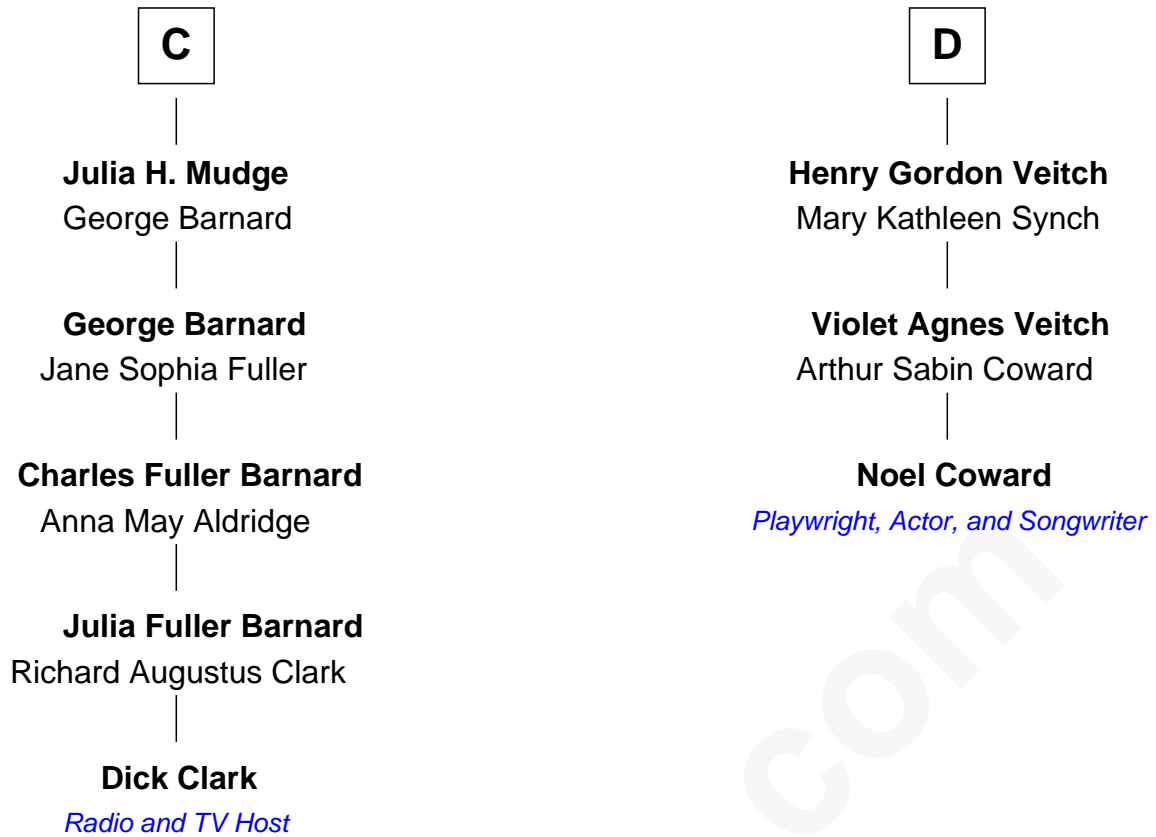 C
Julia H. Mudge
George Barnard
George Barnard
Jane Sophia Fuller
Charles Fuller Barnard
Anna May Aldridge
Julia Fuller Barnard
Richard Augustus Clark
Dick Clark
Radio and TV Host
D
Henry Gordon Veitch
Mary Kathleen Synch
Violet Agnes Veitch
Arthur Sabin Coward
Noel Coward
Playwright, Actor, and Songwriter
com